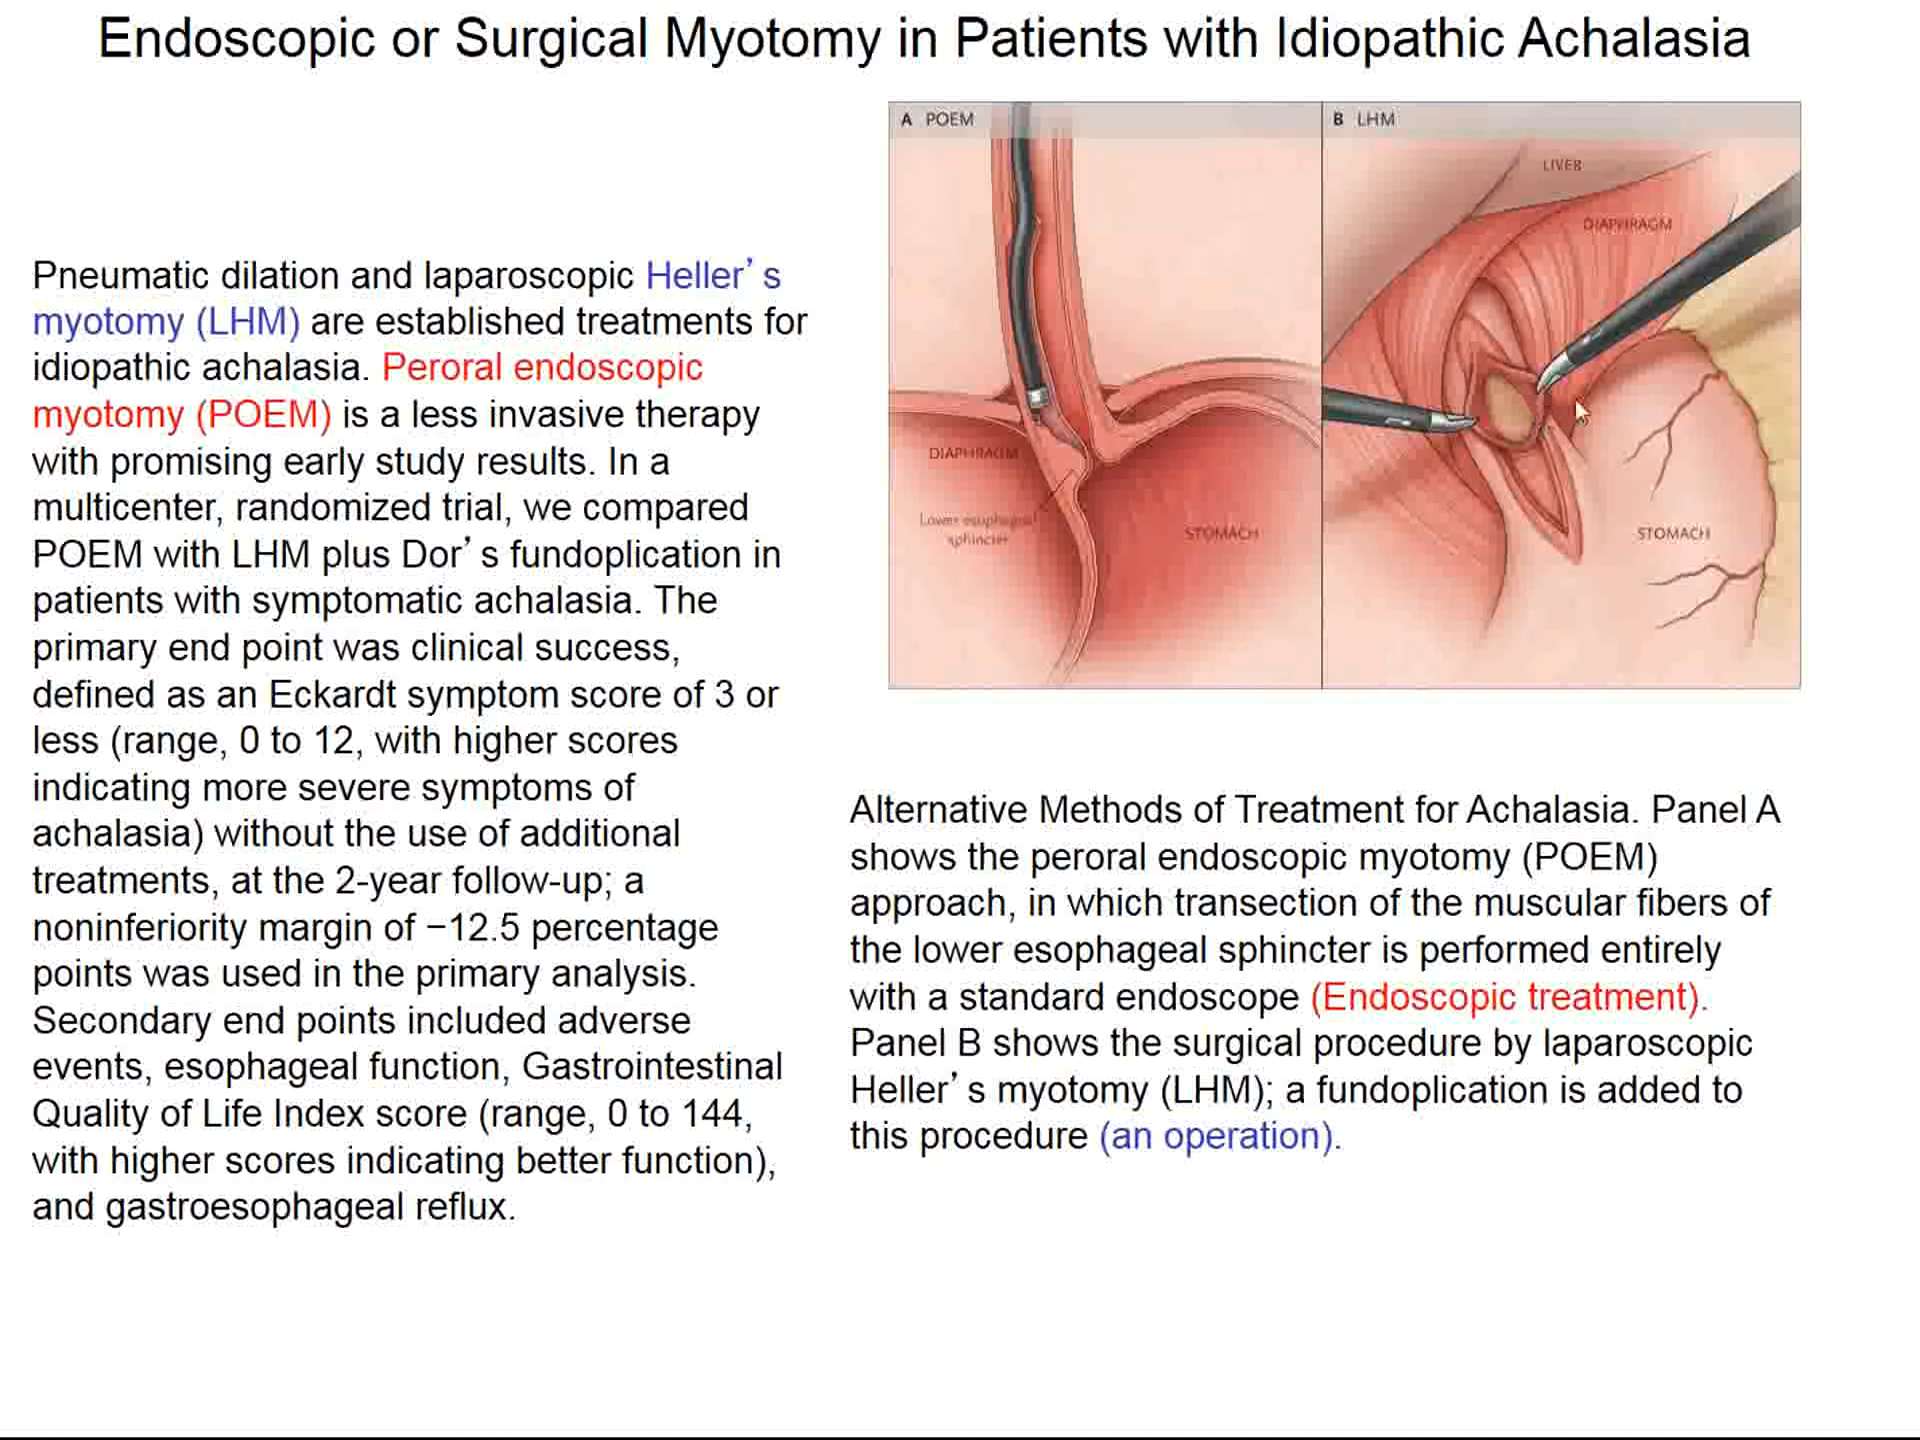 Endoscopic or Surgical Myotomy in Patients with Idiopathic Achalasia
Pneumatic dilation and laparoscopic Heller’s
myotomy (LHM) are established treatments for
idiopathic achalasia. Peroral endoscopic
myotomy (POEM) is a less invasive therapy
with promising early study results. In a
multicenter, randomized trial, we compared
POEM with LHM plus Dor’s fundoplication in
patients with symptomatic achalasia. The
primary end point was clinical success,
defined as an Eckardt symptom score of 3 or
less (range, 0 to 12, with higher scores
indicating more severe symptoms of
achalasia) without the use of additional
treatments, at the 2-year follow-up; a
noninferiority margin of −12.5 percentage
points was used in the primary analysis.
Secondary end points included adverse
events, esophageal function, Gastrointestinal
Quality of Life Index score (range, 0 to 144,
with higher scores indicating better function),
and gastroesophageal reflux.
A POEM
DIAPHRAGM
Lower esophageal
sphincter
STOMACH
B LHM
LIVER
DIAPHRAGM
STOMACH
Alternative Methods of Treatment for Achalasia. Panel A
shows the peroral endoscopic myotomy (POEM)
approach, in which transection of the muscular fibers of
the lower esophageal sphincter is performed entirely
with a standard endoscope (Endoscopic treatment).
Panel B shows the surgical procedure by laparoscopic
Heller’s myotomy (LHM); a fundoplication is added to
this procedure (an operation).